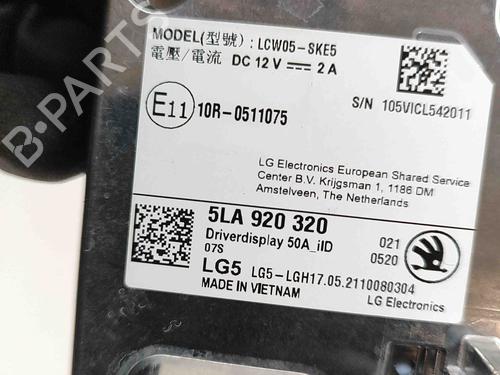 MODEL(型號) : LCW05-SKE5
電壓/電流 DC 12 V 2 A
S/N 105VICL542011
E11 10R-0511075
LG Electronics European Shared Service
Center B.V. Krijgsman 1, 1186 DM
Amstelveen, The Netherlands
5LA 920 320
Driverdisplay 50A_iID
07S
021
0520
LG5 LG5-LGH17.05.2110080304
MADE IN VIETNAM
LG Electronics
B-PARTS